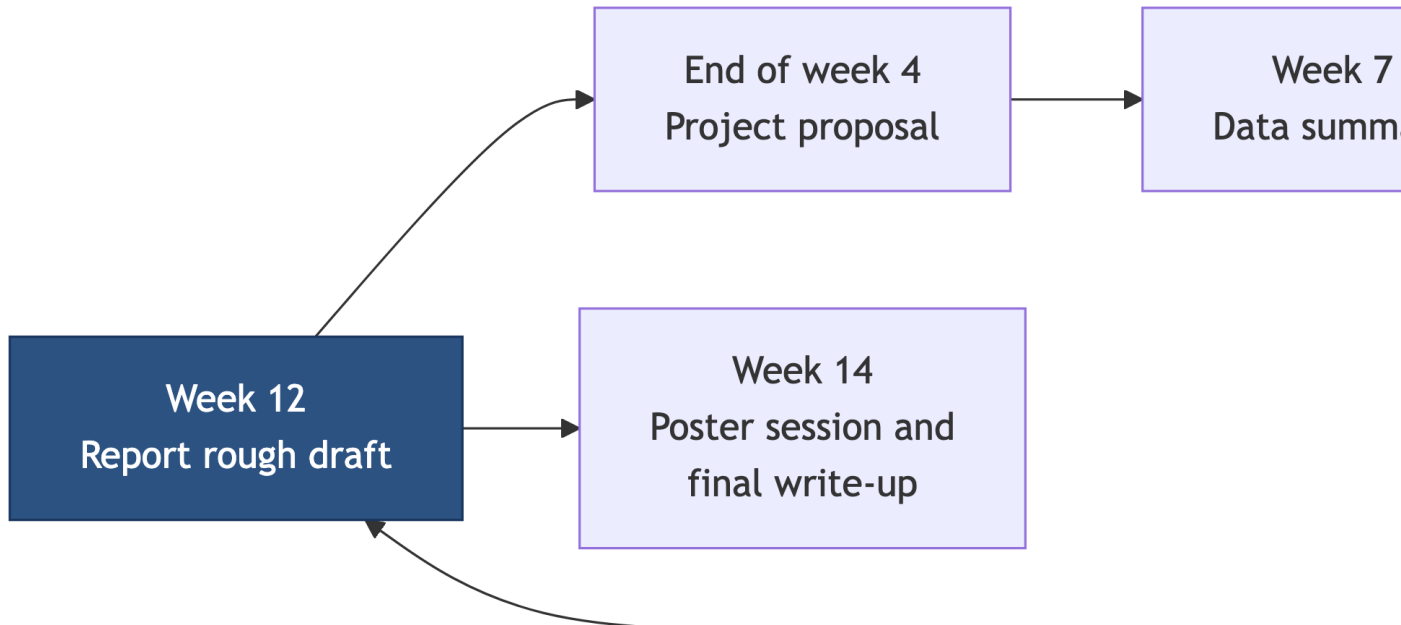 End of week 4
Project proposal
Week 7
Data
Week 12
Report rough draft
Week 14
Poster session and
final write-up